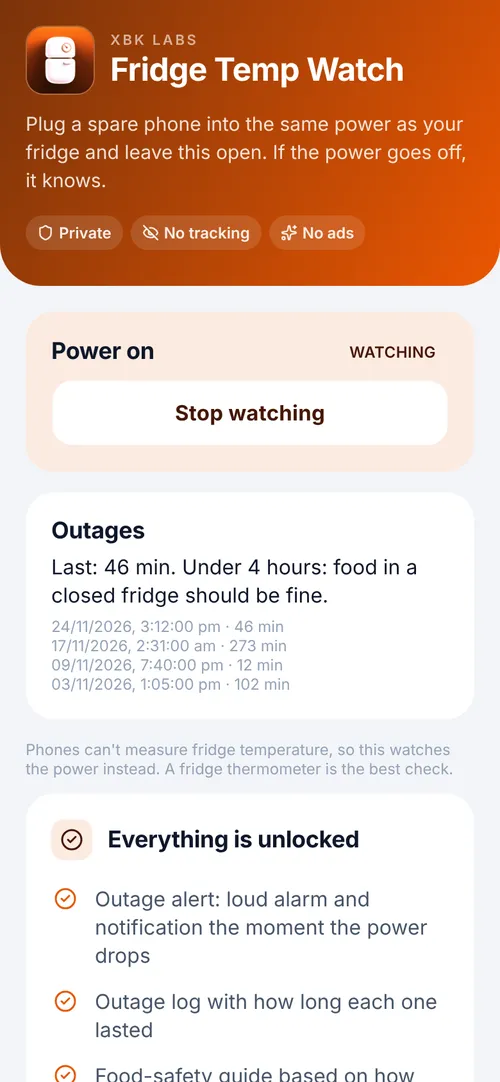 XBK LABS
Fridge Temp Watch
Plug a spare phone into the same power as your
fridge and leave this open. If the power goes off,
it knows.
Private
No tracking
No ads
Power on
WATCHING
Stop watching
Outages
Last: 46 min. Under 4 hours: food in a
closed fridge should be fine.
24/11/2026, 3:12:00 pm · 46 min
17/11/2026, 2:31:00 am · 273 min
09/11/2026, 7:40:00 pm · 12 min
03/11/2026, 1:05:00 pm · 102 min
Phones can't measure fridge temperature, so this watches
the power instead. A fridge thermometer is the best check.
Everything is unlocked
Outage alert: loud alarm and
notification the moment the power
drops
Outage log with how long each one
lasted
Food-safety guide based on how